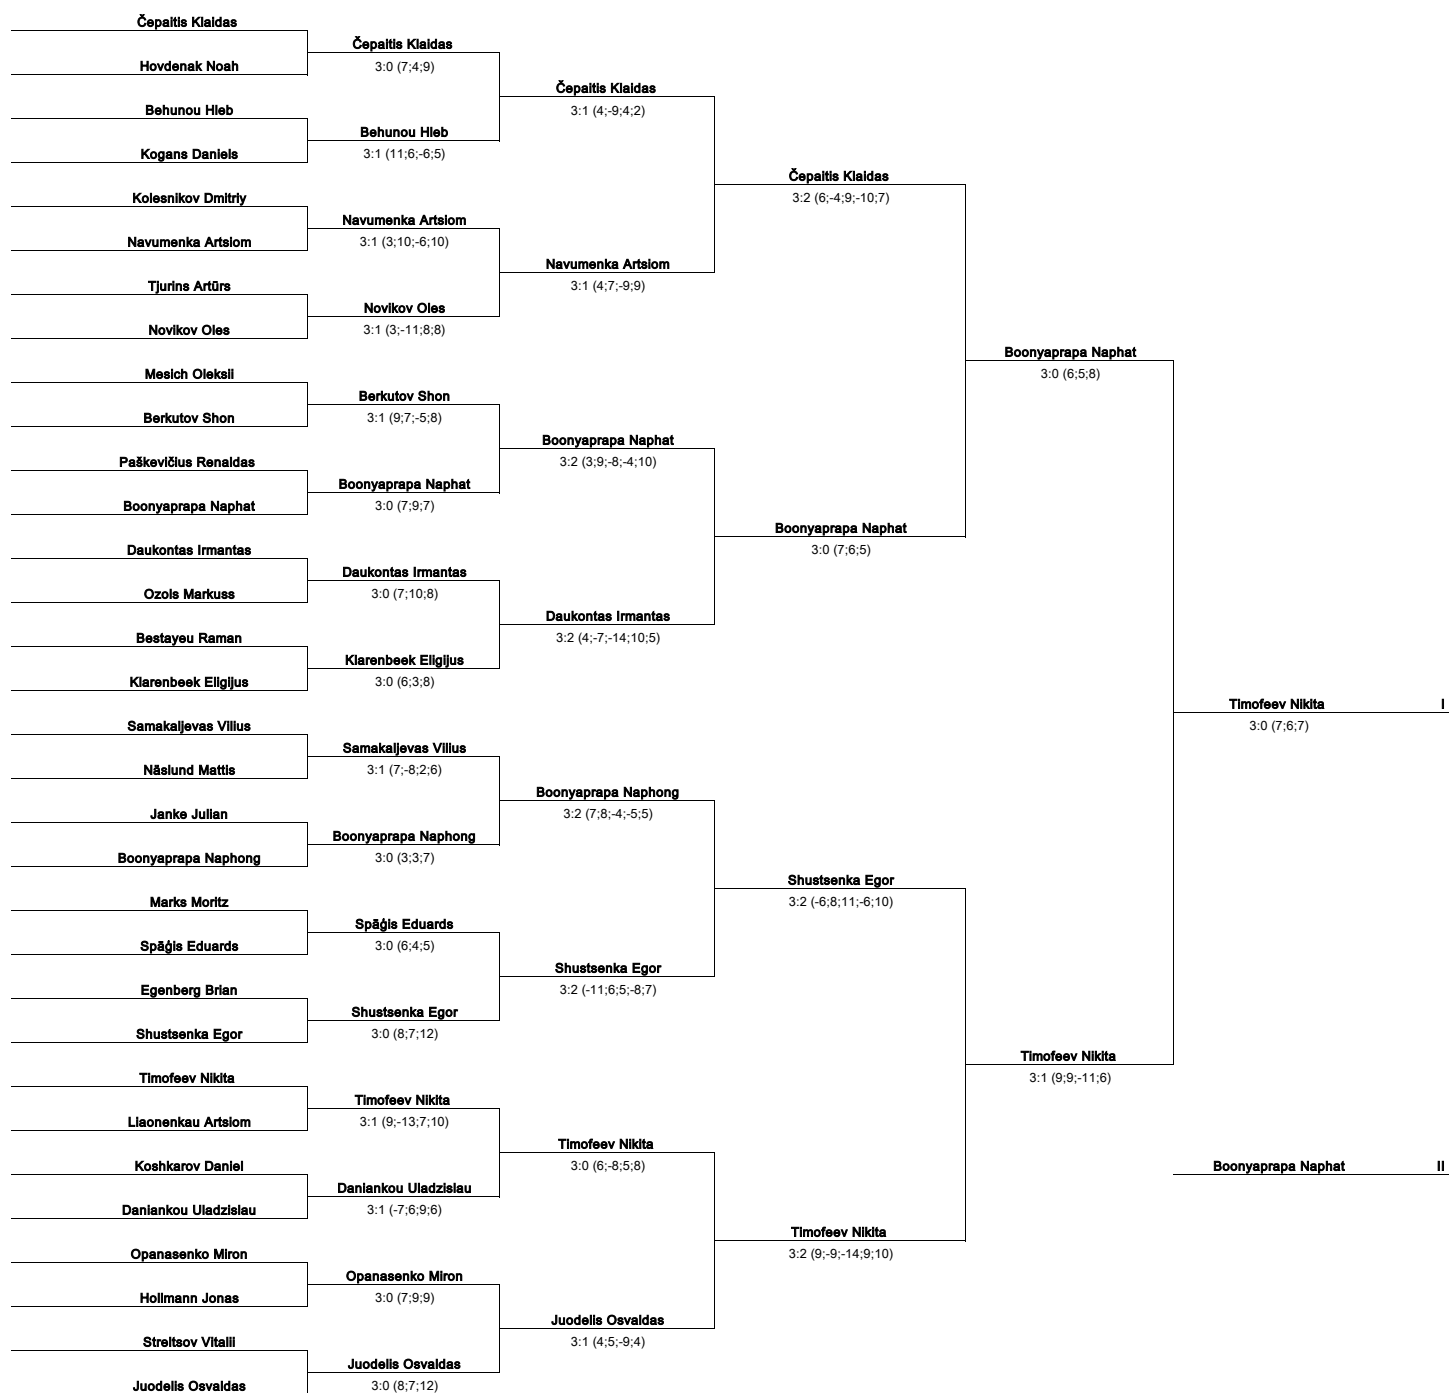 Čepaitis Klaidas
Čepaitis Klaidas
Hovdenak Noah
3:0 (7;4;9)
Čepaitis Klaidas
Behunou Hleb
3:1 (4;-9;4;2)
Behunou Hleb
Kogans Daniels
3:1 (11;6;-6;5)
Čepaitis Klaidas
Kolesnikov Dmitriy
3:2 (6;-4;9;-10;7)
Navumenka Artsiom
Navumenka Artsiom
3:1 (3;10;-6;10)
Navumenka Artsiom
Tjurins Artūrs
3:1 (4;7;-9;9)
Novikov Oles
Novikov Oles
3:1 (3;-11;8;8)
Boonyaprapa Naphat
Mesich Oleksii
3:0 (6;5;8)
Berkutov Shon
Berkutov Shon
3:1 (9;7;-5;8)
Boonyaprapa Naphat
Paškevičius Renaldas
3:2 (3;9;-8;-4;10)
Boonyaprapa Naphat
Boonyaprapa Naphat
3:0 (7;9;7)
Boonyaprapa Naphat
Daukontas Irmantas
3:0 (7;6;5)
Daukontas Irmantas
Ozols Markuss
3:0 (7;10;8)
Daukontas Irmantas
Bestayeu Raman
3:2 (4;-7;-14;10;5)
Klarenbeek Eligijus
Klarenbeek Eligijus
3:0 (6;3;8)
Timofeev Nikita I
Samakaljevas Vilius
3:0 (7;6;7)
Samakaljevas Vilius
Näslund Mattis
3:1 (7;-8;2;6)
Boonyaprapa Naphong
Janke Julian
3:2 (7;8;-4;-5;5)
Boonyaprapa Naphong
Boonyaprapa Naphong
3:0 (3;3;7)
Shustsenka Egor
Marks Moritz
3:2 (-6;8;11;-6;10)
Spāģis Eduards
Spāģis Eduards
3:0 (6;4;5)
Shustsenka Egor
Egenberg Brian
3:2 (-11;6;5;-8;7)
Shustsenka Egor
Shustsenka Egor
3:0 (8;7;12)
Timofeev Nikita
Timofeev Nikita
3:1 (9;9;-11;6)
Timofeev Nikita
Liaonenkau Artsiom
3:1 (9;-13;7;10)
Timofeev Nikita
Koshkarov Daniel
3:0 (6;-8;5;8)
Boonyaprapa Naphat II
Daniankou Uladzislau
Daniankou Uladzislau
3:1 (-7;6;9;6)
Timofeev Nikita
Opanasenko Miron
3:2 (9;-9;-14;9;10)
Opanasenko Miron
Hollmann Jonas
3:0 (7;9;9)
Juodelis Osvaldas
Streltsov Vitalii
3:1 (4;5;-9;4)
Juodelis Osvaldas
Juodelis Osvaldas
3:0 (8;7;12)